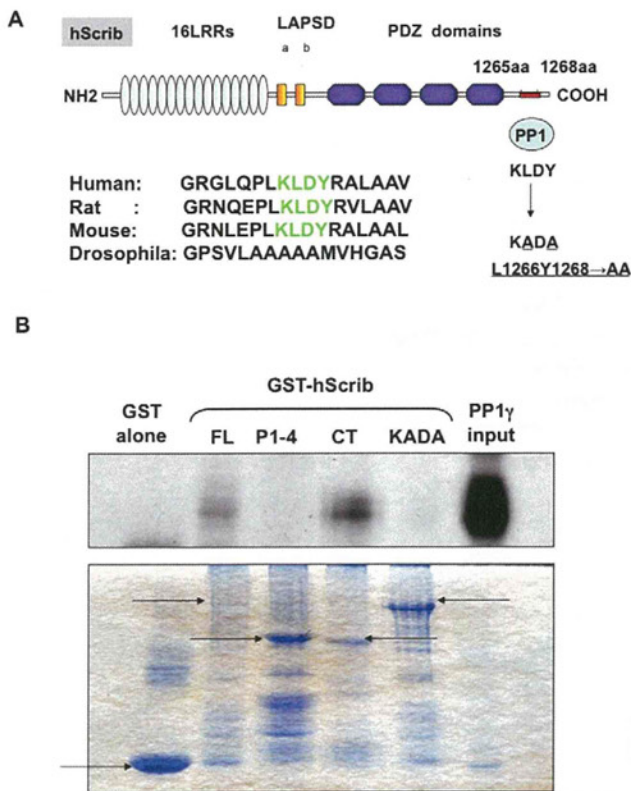 A
hScrib
16LRRs
LAPSD
a b
PDZ domains
1265aa 1268aa
NH2
COOH
PP1
KLDY
KADA
L1266Y1268→AA
Human: GRGLQPLKLDYRALAAV
Rat : GRNQEPLKLDYRVLAAV
Mouse: GRNLEPLKLDYRALAAL
Drosophila: GPSVLAAAAAMVHGAS
B
GST-hScrib
GST alone
FL P1-4 CT KADA
PP1γ input